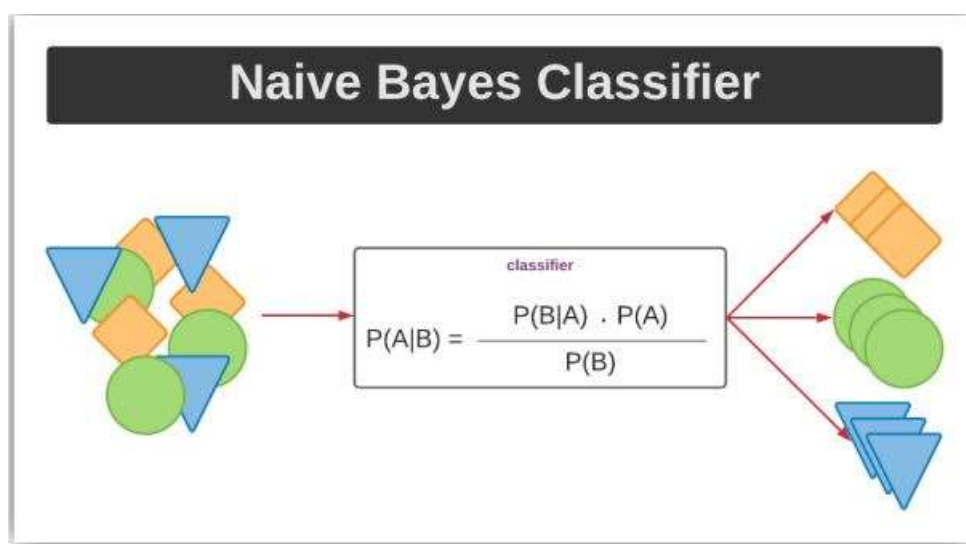 Naive Bayes Classifier
classifier
P(B|A) . P(A)
P(A|B) =
P(B)